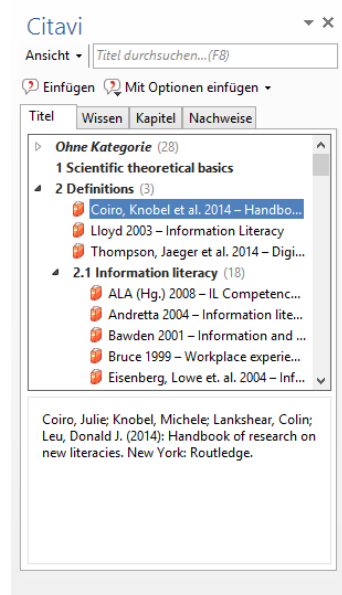 Citavi
Ansicht Titel durchsuchen...(F8)
Einfügen Mit Optionen einfügen
Titel Wissen Kapitel Nachweise
Ohne Kategorie (28)
1 Scientific theoretical basics
2 Definitions (3)
Coiro, Knobel et al. 2014 – Handbo...
Lloyd 2003 – Information Literacy
Thompson, Jaeger et al. 2014 – Digi...
2.1 Information literacy (18)
ALA (Hg.) 2008 – IL Competenc...
Andretta 2004 – Information lite...
Bawden 2001 – Information and ...
Bruce 1999 – Workplace experie...
Eisenberg, Lowe et. al. 2004 – Inf...
Coiro, Julie; Knobel, Michele; Lankshear, Colin;
Leu, Donald J. (2014): Handbook of research on
new literacies. New York: Routledge.